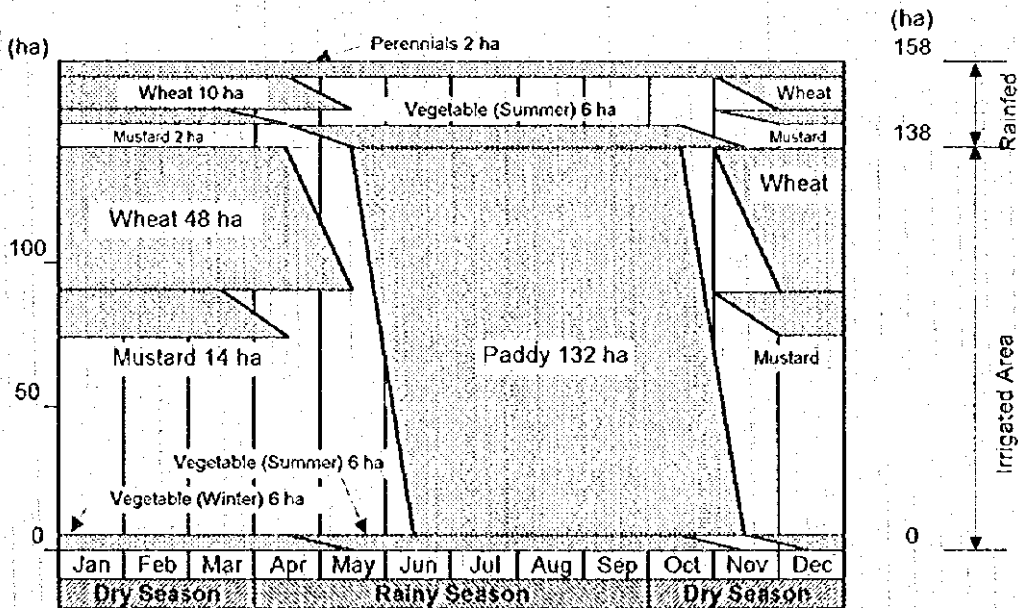 (ha)
(ha)
158
Perennials 2 ha
Wheat 10 ha
Wheat
Vegetable (Summer) 6 ha
Rainfed
Mustard 2 ha
Mustard
138
Wheat
Wheat 48 ha
100
Paddy 132 ha
Mustard 14 ha
Mustard
50
Irrigated Area
Vegetable (Summer) 6 ha
Vegetable (Winter) 6 ha
0
0
Jan Feb Mar Apr May Jun Jul Aug Sep Oct Nov Dec
Dry Season Rainy Season Dry Season